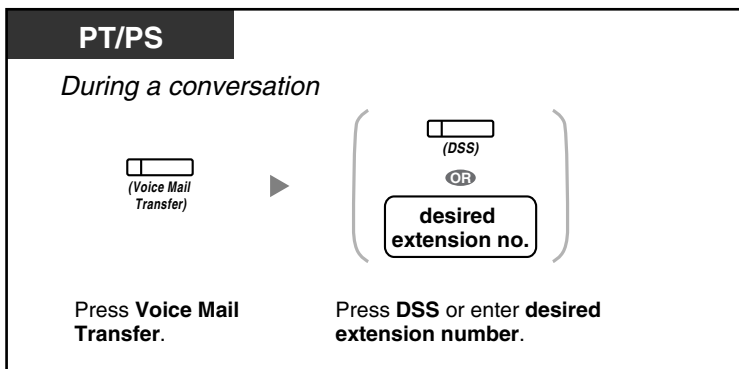 PT/PS
During a conversation
(Voice Mail
Transfer)
(DSS)
OR
desired
extension no.
Press Voice Mail
Transfer.
Press DSS or enter desired
extension number.